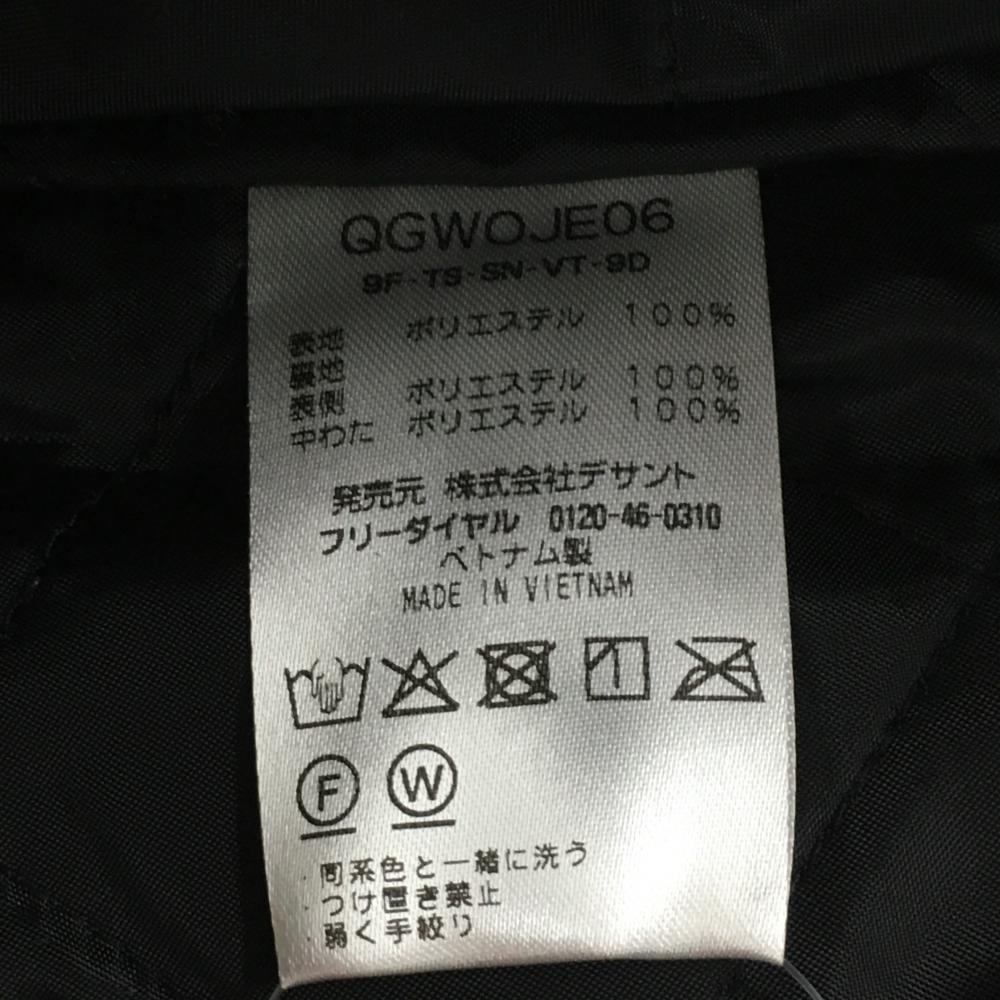 QGWOJE06
9F-TS-SN-VT-9D
表地 ポリエステル 100%
裏地
表側 ポリエステル 100%
中わた ポリエステル 100%
発売元 株式会社デサント
フリーダイヤル 0120-46-0310
ベトナム製
MADE IN VIETNAM
F W
・同系色と一緒に洗う
・つけ置き禁止
・弱く手絞り